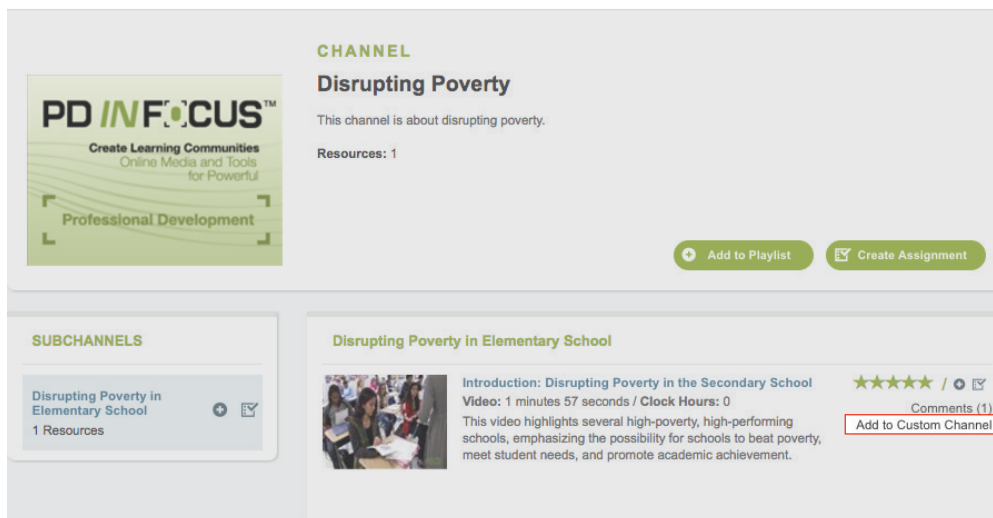 CHANNEL
Disrupting Poverty
This channel is about disrupting poverty.
Resources: 1
PD INFOCUS™
Create Learning Communities
Online Media and Tools
for Powerful
Professional Development
Add to Playlist
Create Assignment
SUBCHANNELS
Disrupting Poverty in
Elementary School
1 Resources
Disrupting Poverty in Elementary School
Introduction: Disrupting Poverty in the Secondary School
Video: 1 minutes 57 seconds / Clock Hours: 0
This video highlights several high-poverty, high-performing
schools, emphasizing the possibility for schools to beat poverty,
meet student needs, and promote academic achievement.
/
Comments (1)
Add to Custom Channel